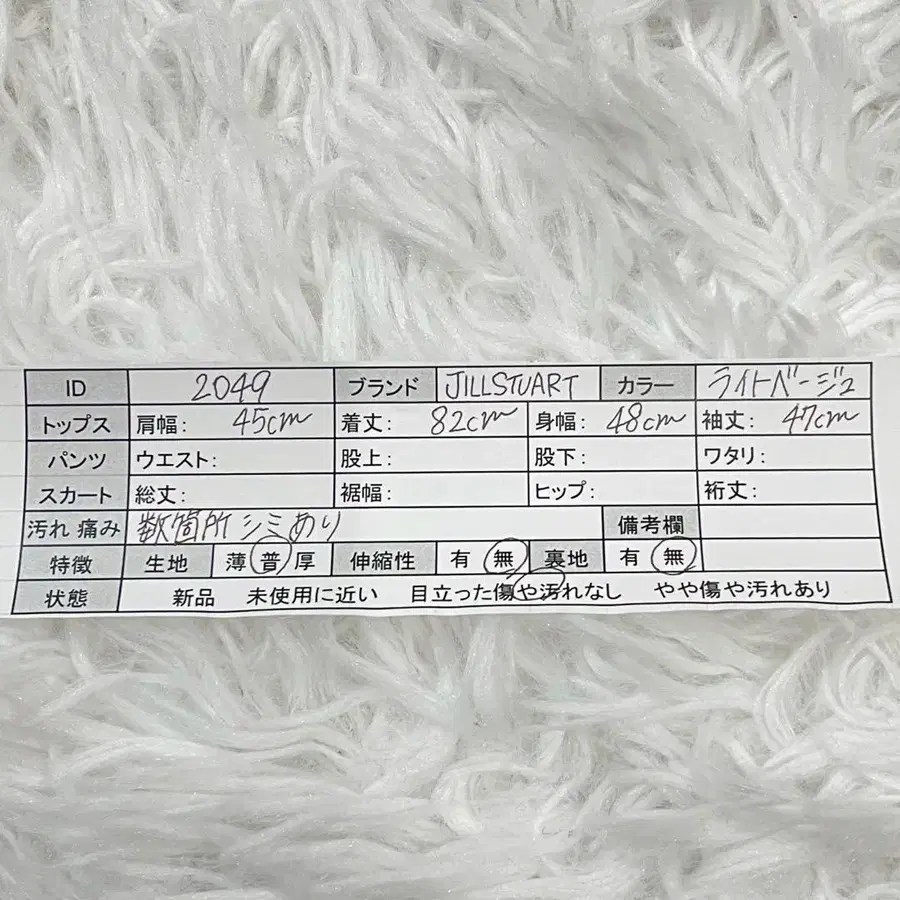 ID 2049 ブランド JILLSTUART カラー ライトベージュ
トップス 肩幅: 45cm 着丈: 82cm 身幅: 48cm 袖丈: 47cm
パンツ ウエスト: 股上: 股下: ワタリ:
スカート 総丈: 裾幅: ヒップ: 裄丈:
汚れ 痛み 数箇所シミあり 備考欄
特徴 生地 薄 普 厚 伸縮性 有 無 裏地 有 無
状態 新品 未使用に近い 目立った傷や汚れなし やや傷や汚れあり